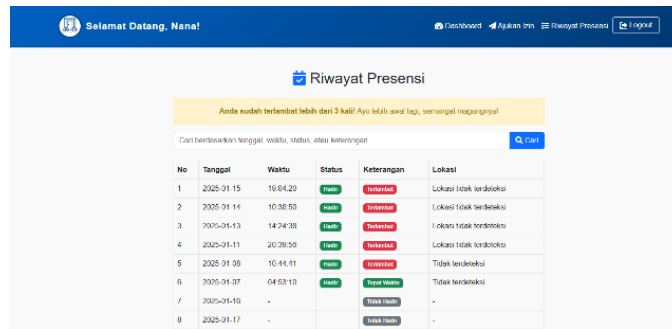 Selamat Datang, Nana!
Dashboard Ajukan Izin Riwayat Presensi Logout
Riwayat Presensi
Anda sudah terlambat lebih dari 3 kali! Ayo lebih awal lagi, semangat magangnya!
Cari berdasarkan tanggal, waktu, status, atau keterangan Cari
No Tanggal Waktu Status Keterangan Lokasi
1 2025-01-15 19:04:20 Hadir Terlambat Lokasi tidak terdeteksi
2 2025-01-14 10:30:50 Hadir Terlambat Lokasi tidak terdeteksi
3 2025-01-13 14:24:38 Hadir Terlambat Lokasi tidak terdeteksi
4 2025-01-11 20:39:56 Hadir Terlambat Lokasi tidak terdeteksi
5 2025-01-08 10:44:41 Hadir Terlambat Tidak terdeteksi
6 2025-01-07 04:53:10 Hadir Tepat Waktu Tidak terdeteksi
7 2025-01-16 - Tidak Hadir -
8 2025-01-17 - Tidak Hadir -